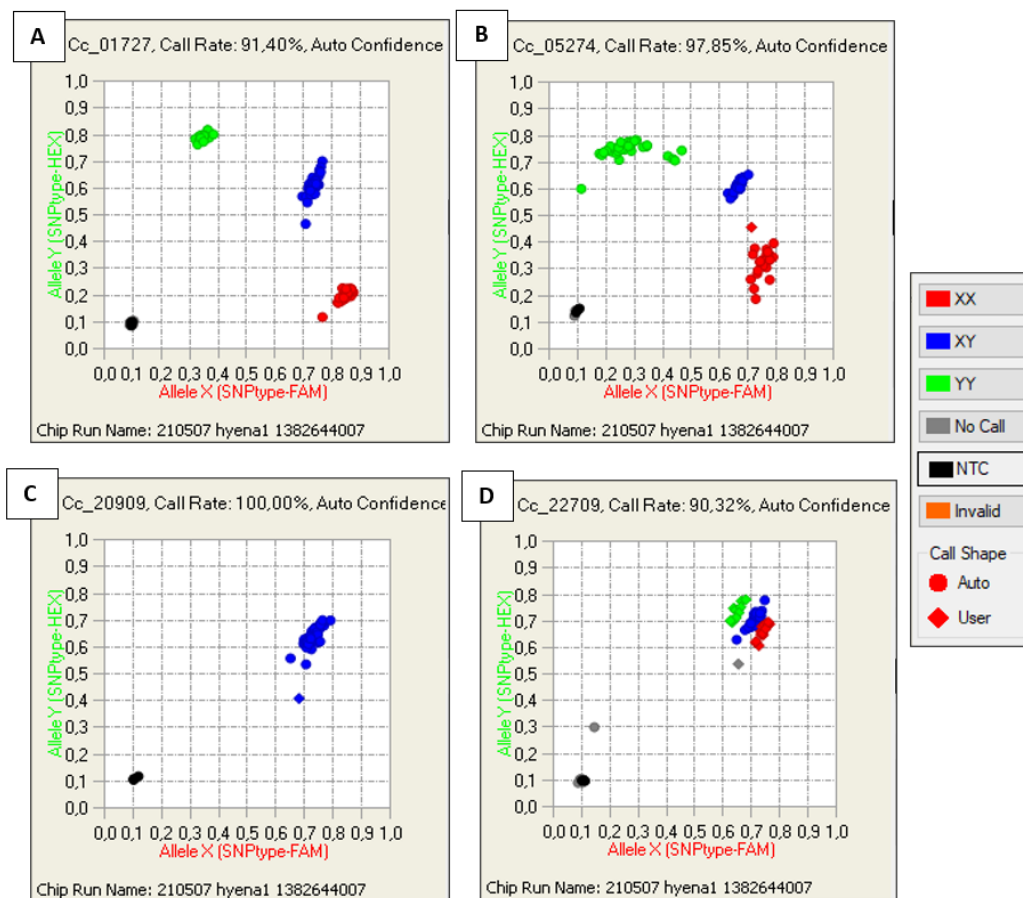 A
Cc_01727, Call Rate: 91,40%, Auto Confidence
1,0
0,9
0,8
0,7
0,6
0,5
0,4
0,3
0,2
0,1
0,0
Allele Y (SNPtype-HEX)
0,0 0,1 0,2 0,3 0,4 0,5 0,6 0,7 0,8 0,9 1,0
Allele X (SNPtype-FAM)
Chip Run Name: 210507 hyena1 1382644007
B
Cc_05274, Call Rate: 97,85%, Auto Confidence
1,0
0,9
0,8
0,7
0,6
0,5
0,4
0,3
0,2
0,1
0,0
Allele Y (SNPtype-HEX)
0,0 0,1 0,2 0,3 0,4 0,5 0,6 0,7 0,8 0,9 1,0
Allele X (SNPtype-FAM)
Chip Run Name: 210507 hyena1 1382644007
XX
XY
YY
No Call
NTC
Invalid
Call Shape
Auto
User
C
Cc_20909, Call Rate: 100,00%, Auto Confidence
1,0
0,9
0,8
0,7
0,6
0,5
0,4
0,3
0,2
0,1
0,0
Allele Y (SNPtype-HEX)
0,0 0,1 0,2 0,3 0,4 0,5 0,6 0,7 0,8 0,9 1,0
Allele X (SNPtype-FAM)
Chip Run Name: 210507 hyena1 1382644007
D
Cc_22709, Call Rate: 90,32%, Auto Confidence
1,0
0,9
0,8
0,7
0,6
0,5
0,4
0,3
0,2
0,1
0,0
Allele Y (SNPtype-HEX)
0,0 0,1 0,2 0,3 0,4 0,5 0,6 0,7 0,8 0,9 1,0
Allele X (SNPtype-FAM)
Chip Run Name: 210507 hyena1 1382644007